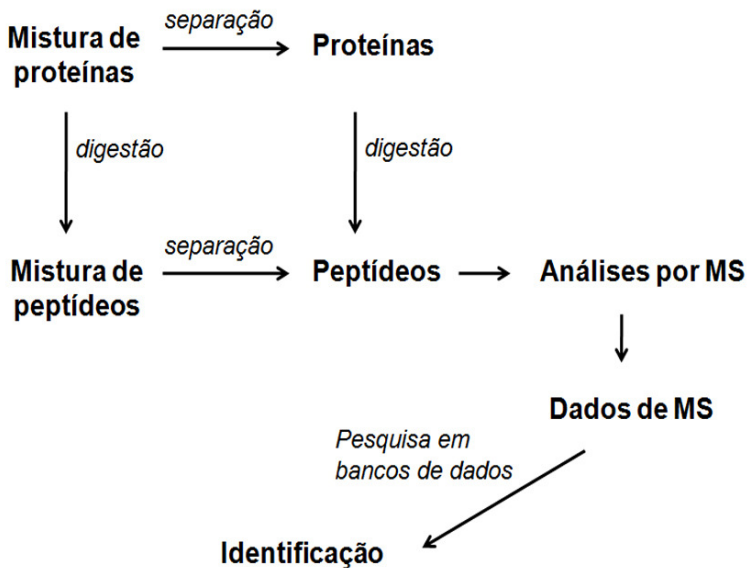 separação
Mistura de
proteínas
Proteínas
digestão
digestão
separação
Mistura de
peptídeos
Peptídeos
Análises por MS
Dados de MS
Pesquisa em
bancos de dados
Identificação